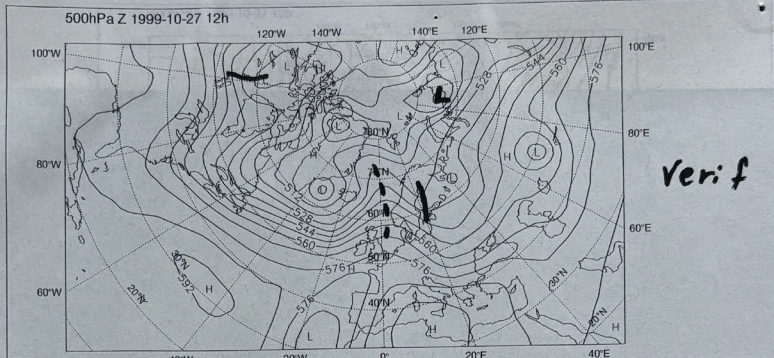 500hPa Z 1999-10-27 12h
120°W 140°W 140°E 120°E
100°W 100°E
H L
L H 528 544 560 576
L
L L
L 80°N
80°W 80°E
H H L
70°N L
512
528 60°N
544
560 560 60°E
50°N
30°N 576 H 576
592 H 30°N
60°W 20°N 576 40°N 20°N
L H H
20°W 0° 20°E 40°E
Verif